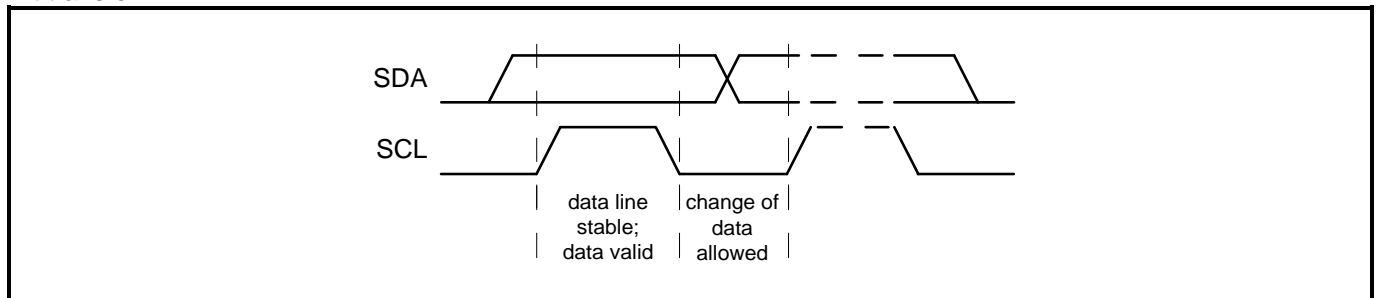 SDA
SCL
data line
stable;
data valid
change of
data
allowed